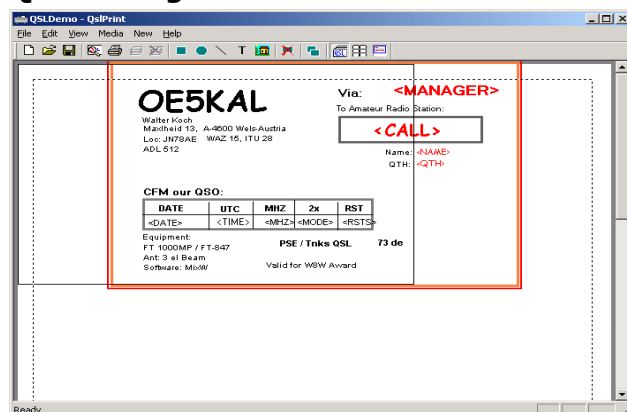 QSLDemo - QslPrint
File Edit View Media New Help
T
OE5KAL
Walter Koch
Maxlheid 13, A-4600 Wels-Austria
Loc: JN78AE WAZ 15, ITU 28
ADL 512
Via: <MANAGER>
To Amateur Radio Station:
<CALL>
Name: <NAME>
QTH: <QTH>
CFM our QSO:
DATE UTC MHZ 2x RST
<DATE> <TIME> <MHZ> <MODE> <RSTS>
Equipment:
FT 1000MP / FT-847
Ant: 3 el Beam
Software: MixW
PSE / Tnks QSL 73 de
Valid for W8W Award
Ready